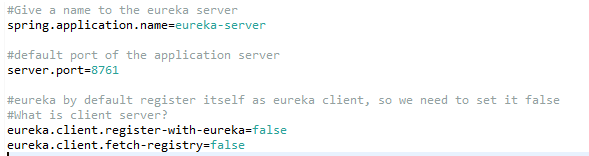 #Give a name to the eureka server
spring.application.name=eureka-server
#default port of the application server
server.port=8761
#eureka by default register itself as eureka client, so we need to set it false
#What is client server?
eureka.client.register-with-eureka=false
eureka.client.fetch-registry=false